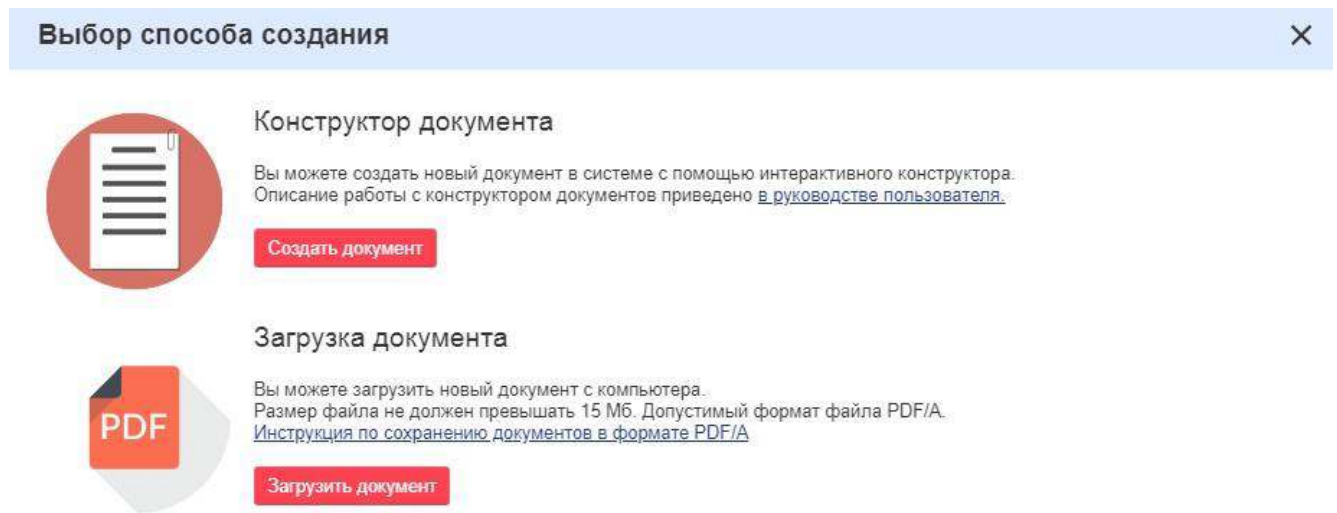 Выбор способа создания
Конструктор документа
Вы можете создать новый документ в системе с помощью интерактивного конструктора.
Описание работы с конструктором документов приведено в руководстве пользователя.
Создать документ
Загрузка документа
Вы можете загрузить новый документ с компьютера.
Размер файла не должен превышать 15 Мб. Допустимый формат файла PDF/A.
PDF
Инструкция по сохранению документов в формате PDF/A
Загрузить документ